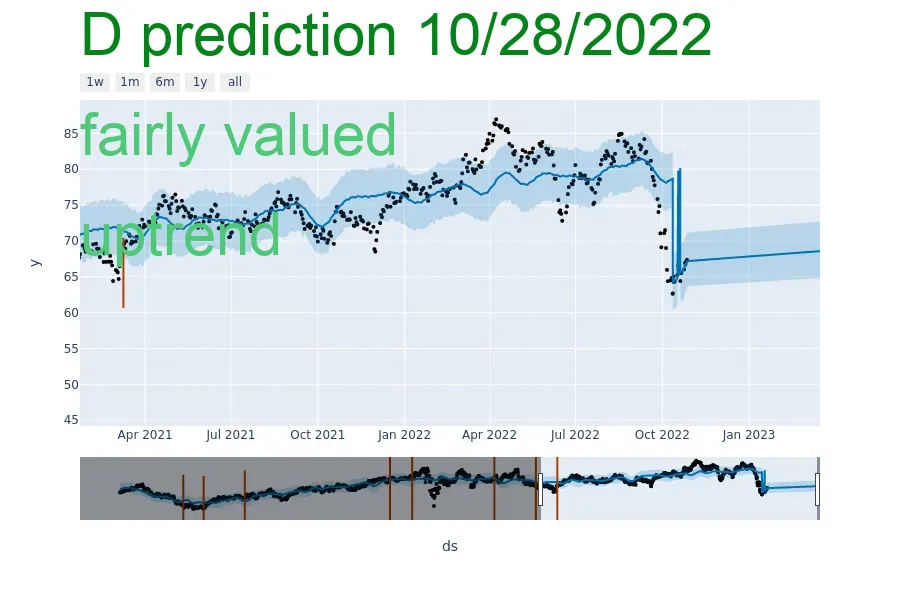 D prediction 10/28/2022
1w 1m 6m 1y all
fairly valued
uptrend
85
80
75
70
65
60
55
50
45
y
Apr 2021 Jul 2021 Oct 2021 Jan 2022 Apr 2022 Jul 2022 Oct 2022 Jan 2023
ds